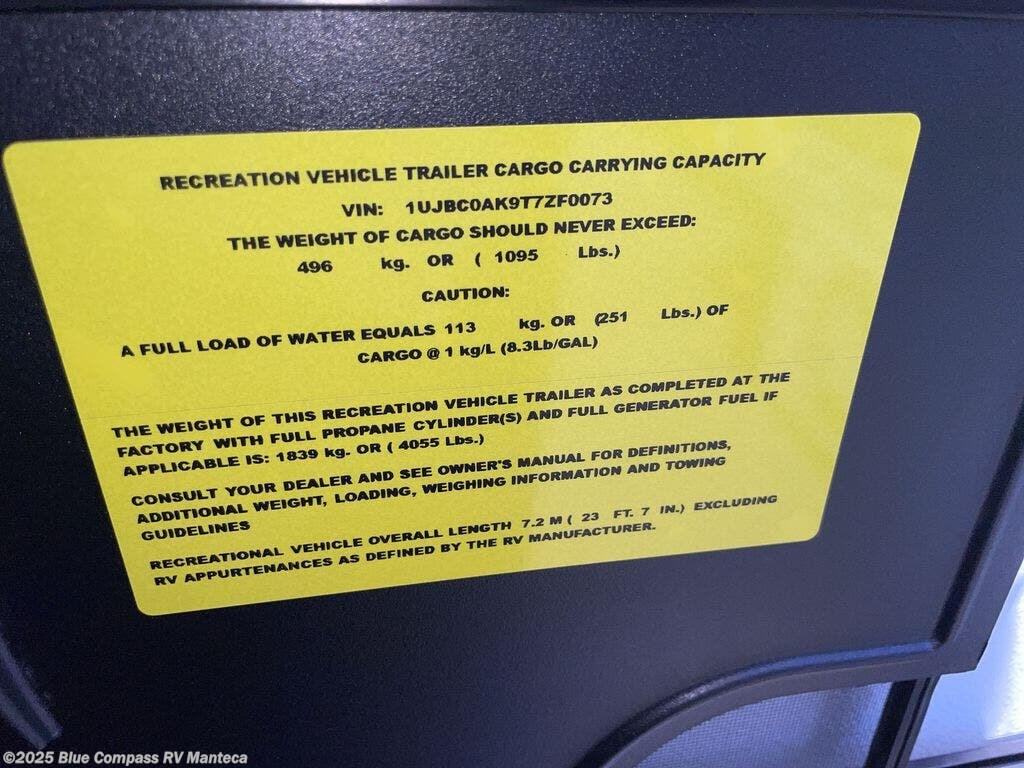 RECREATION VEHICLE TRAILER CARGO CARRYING CAPACITY
VIN: 1UJBC0AK9T7ZF0073
THE WEIGHT OF CARGO SHOULD NEVER EXCEED:
496 kg. OR ( 1095 Lbs.)
CAUTION:
A FULL LOAD OF WATER EQUALS 113 kg. OR (251 Lbs.) OF
CARGO @ 1 kg/L (8.3Lb/GAL)
THE WEIGHT OF THIS RECREATION VEHICLE TRAILER AS COMPLETED AT THE
FACTORY WITH FULL PROPANE CYLINDER(S) AND FULL GENERATOR FUEL IF
APPLICABLE IS: 1839 kg. OR ( 4055 Lbs.)
CONSULT YOUR DEALER AND SEE OWNER'S MANUAL FOR DEFINITIONS,
ADDITIONAL WEIGHT, LOADING, WEIGHING INFORMATION AND TOWING
GUIDELINES
RECREATIONAL VEHICLE OVERALL LENGTH 7.2 M ( 23 FT. 7 IN.) EXCLUDING
RV APPURTENANCES AS DEFINED BY THE RV MANUFACTURER.
©2025 Blue Compass RV Manteca